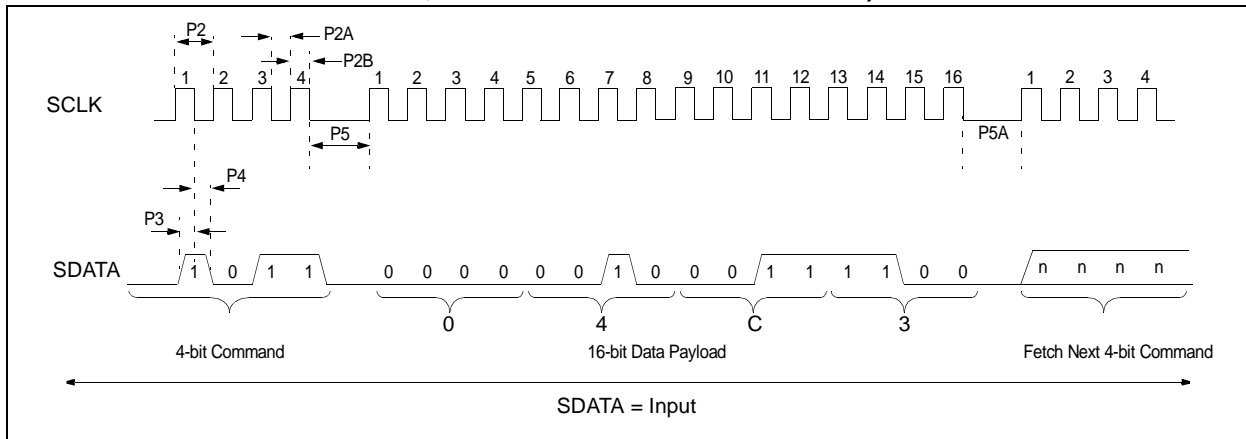 P2
P2A
P2B
1 2 3 4 1 2 3 4 5 6 7 8 9 10 11 12 13 14 15 16 1 2 3 4
SCLK
P5
P5A
P4
P3
SDATA
1 0 1 1 0 0 0 0 0 0 1 0 0 0 1 1 1 1 0 0 n n n n
0 4 C 3
4-bit Command 16-bit Data Payload Fetch Next 4-bit Command
SDATA = Input